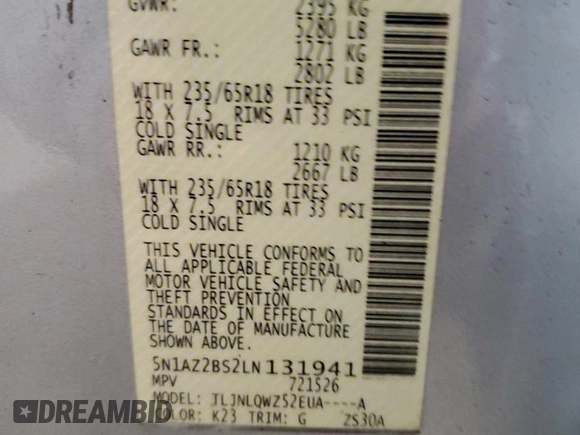 GVWR: 2395 KG
5280 LB
GAWR FR.: 1271 KG
2802 LB
WITH 235/65R18 TIRES
18 X 7.5 RIMS AT 33 PSI
COLD SINGLE
GAWR RR.: 1210 KG
2667 LB
WITH 235/65R18 TIRES
18 X 7.5 RIMS AT 33 PSI
COLD SINGLE
THIS VEHICLE CONFORMS TO
ALL APPLICABLE FEDERAL
MOTOR VEHICLE SAFETY AND
THEFT PREVENTION
STANDARDS IN EFFECT ON
THE DATE OF MANUFACTURE
SHOWN ABOVE.
5N1AZ2BS2LN131941
MPV 721526
MODEL: TLJNLQWZ52EUA----A
COLOR: K23 TRIM: G ZS30A
RAWBID